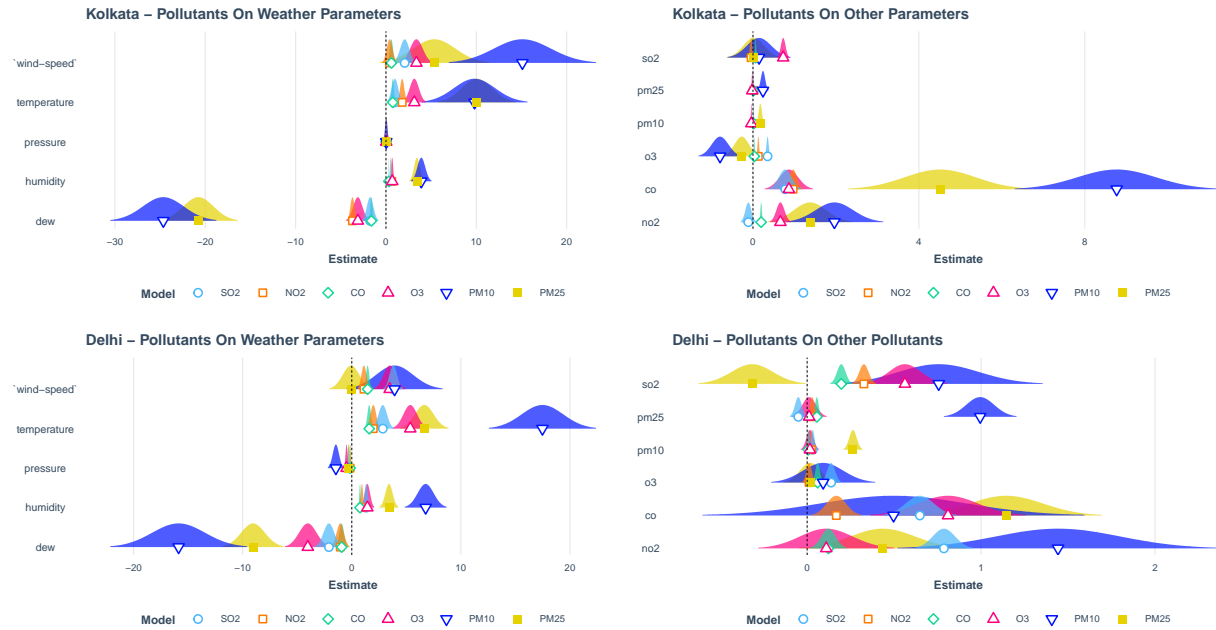 Kolkata – Pollutants On Weather Parameters
`wind−speed`
temperature
pressure
humidity
dew
−30 −20 −10 0 10 20
Estimate
Model SO2 NO2 CO O3 PM10 PM25
Kolkata – Pollutants On Other Parameters
so2
pm25
pm10
o3
co
no2
0 4 8
Estimate
Model SO2 NO2 CO O3 PM10 PM25
Delhi – Pollutants On Weather Parameters
`wind−speed`
temperature
pressure
humidity
dew
−20 −10 0 10 20
Estimate
Model SO2 NO2 CO O3 PM10 PM25
Delhi – Pollutants On Other Pollutants
so2
pm25
pm10
o3
co
no2
0 1 2
Estimate
Model SO2 NO2 CO O3 PM10 PM25